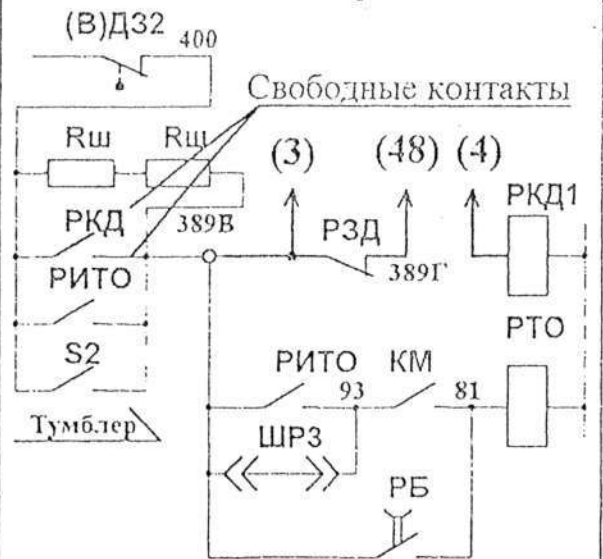 (В)ДЗ2 400
Свободные контакты
Rш Rш (3) (48) (4)
РКД 389В РЗД 389Г РКД1
РИТО РТО
S2 РИТО 93 КМ 81
Тумблер ШР3
РБ